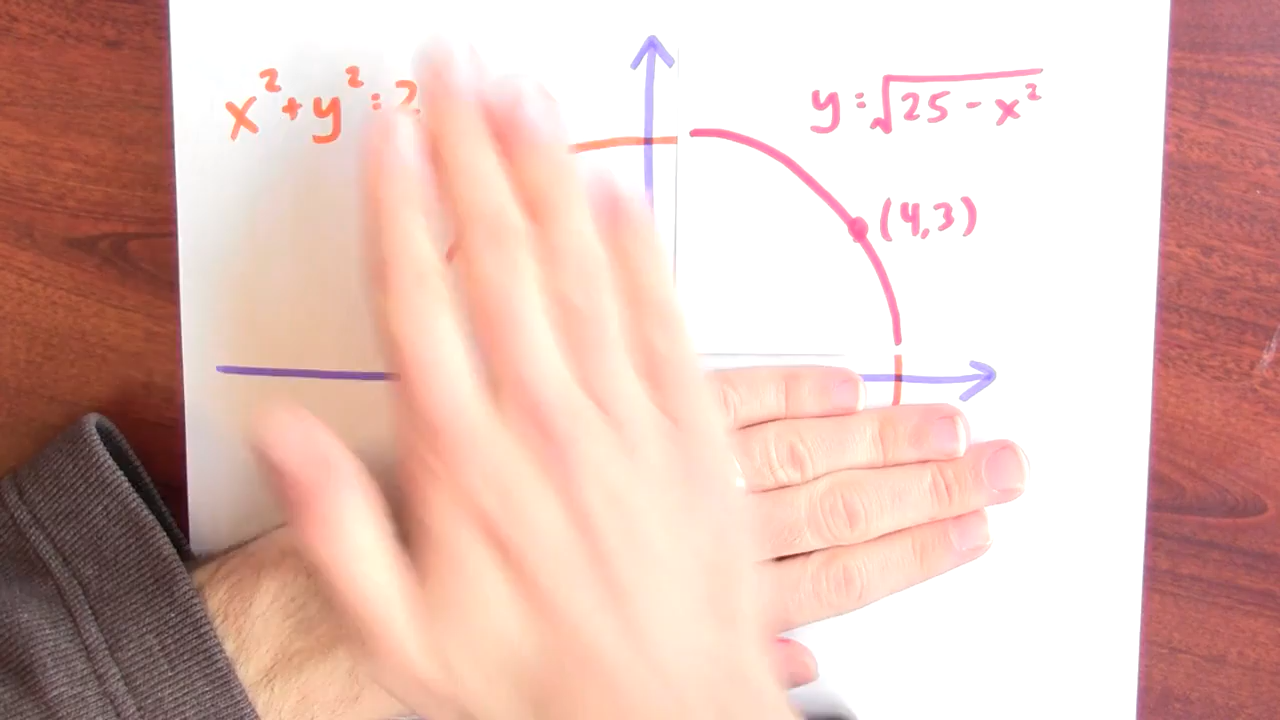 x² + y² = 2
y = √(25 - x²)
(4,3)